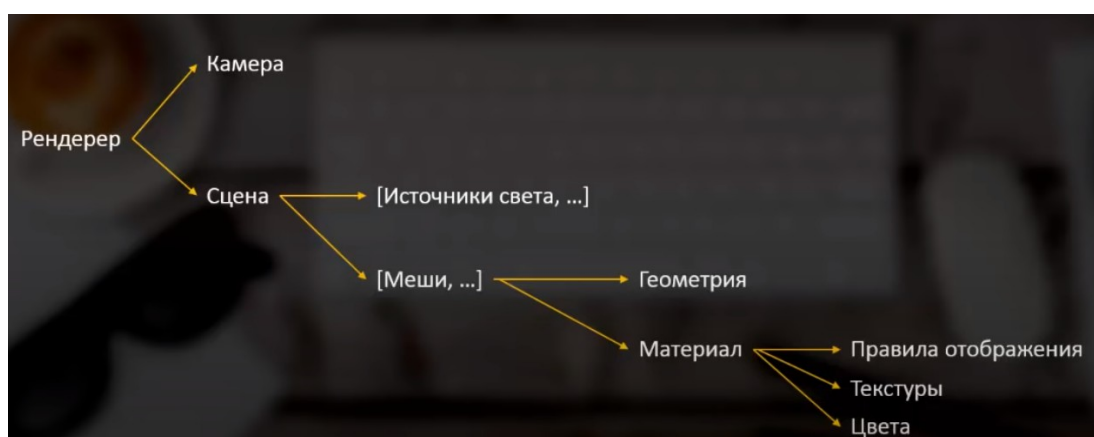 Камера
Рендерер
Сцена
[Источники света, ...]
[Меши, ...]
Геометрия
Материал
Правила отображения
Текстуры
Цвета